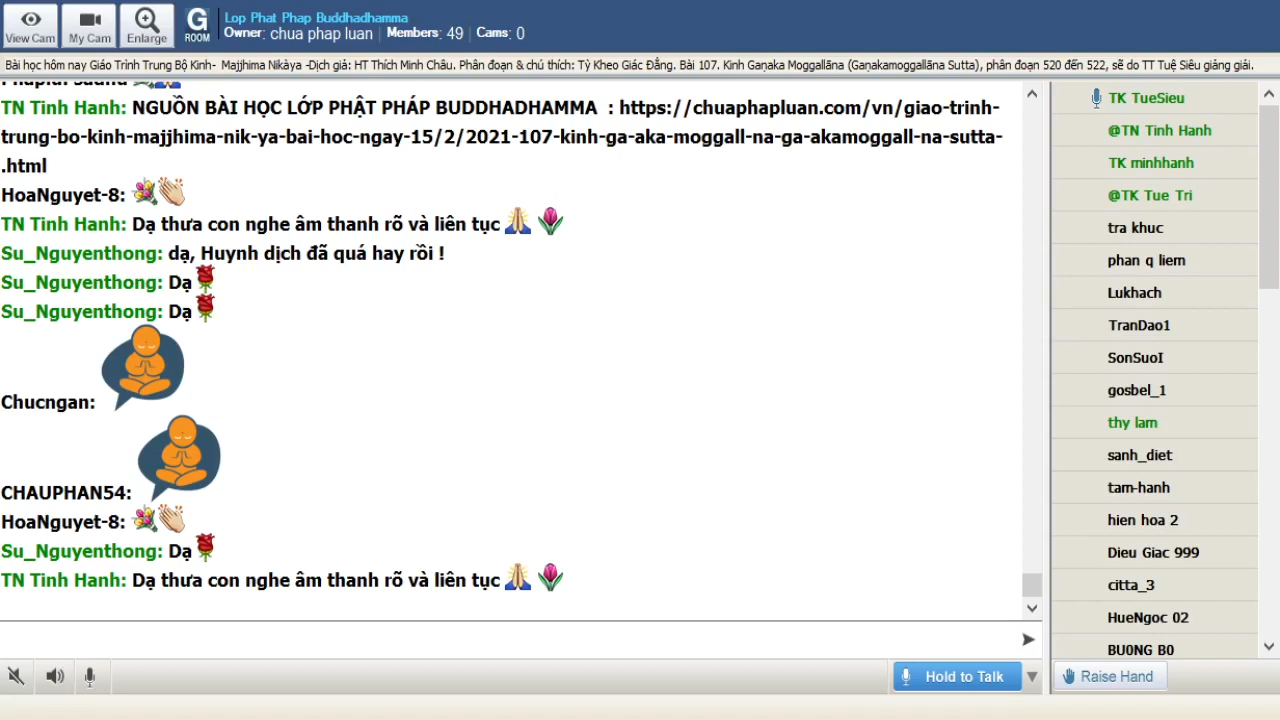 View Cam
My Cam
Enlarge
G
ROOM
Lop Phat Phap Buddhadhamma
Owner: chua phap luan | Members: 49 | Cams: 0
Bài học hôm nay Giáo Trình Trung Bộ Kinh- Majjhima Nikàya -Dịch giả: HT Thích Minh Châu. Phân đoạn & chú thích: Tỳ Kheo Giác Đẳng. Bài 107. Kinh Gaṇaka Moggallāna (Gaṇakamoggallāna Sutta), phân đoạn 520 đến 522, sẽ do TT Tuệ Siêu giảng giải.
TN Tinh Hanh: NGUỒN BÀI HỌC LỚP PHẬT PHÁP BUDDHADHAMMA : https://chuaphapluan.com/vn/giao-trinh-
trung-bo-kinh-majjhima-nik-ya-bai-hoc-ngay-15/2/2021-107-kinh-ga-aka-moggall-na-ga-akamoggall-na-sutta-
.html
HoaNguyet-8:
TN Tinh Hanh: Dạ thưa con nghe âm thanh rõ và liên tục
Su_Nguyenthong: dạ, Huynh dịch đã quá hay rồi !
Su_Nguyenthong: Dạ
Su_Nguyenthong: Dạ
Chucngan:
CHAUPHAN54:
HoaNguyet-8:
Su_Nguyenthong: Dạ
TN Tinh Hanh: Dạ thưa con nghe âm thanh rõ và liên tục
Hold to Talk
TK TueSieu
@TN Tinh Hanh
TK minhhanh
@TK Tue Tri
tra khuc
phan q liem
Lukhach
TranDao1
SonSuoI
gosbel_1
thy lam
sanh_diet
tam-hanh
hien hoa 2
Dieu Giac 999
citta_3
HueNgoc 02
BU0NG B0
Raise Hand